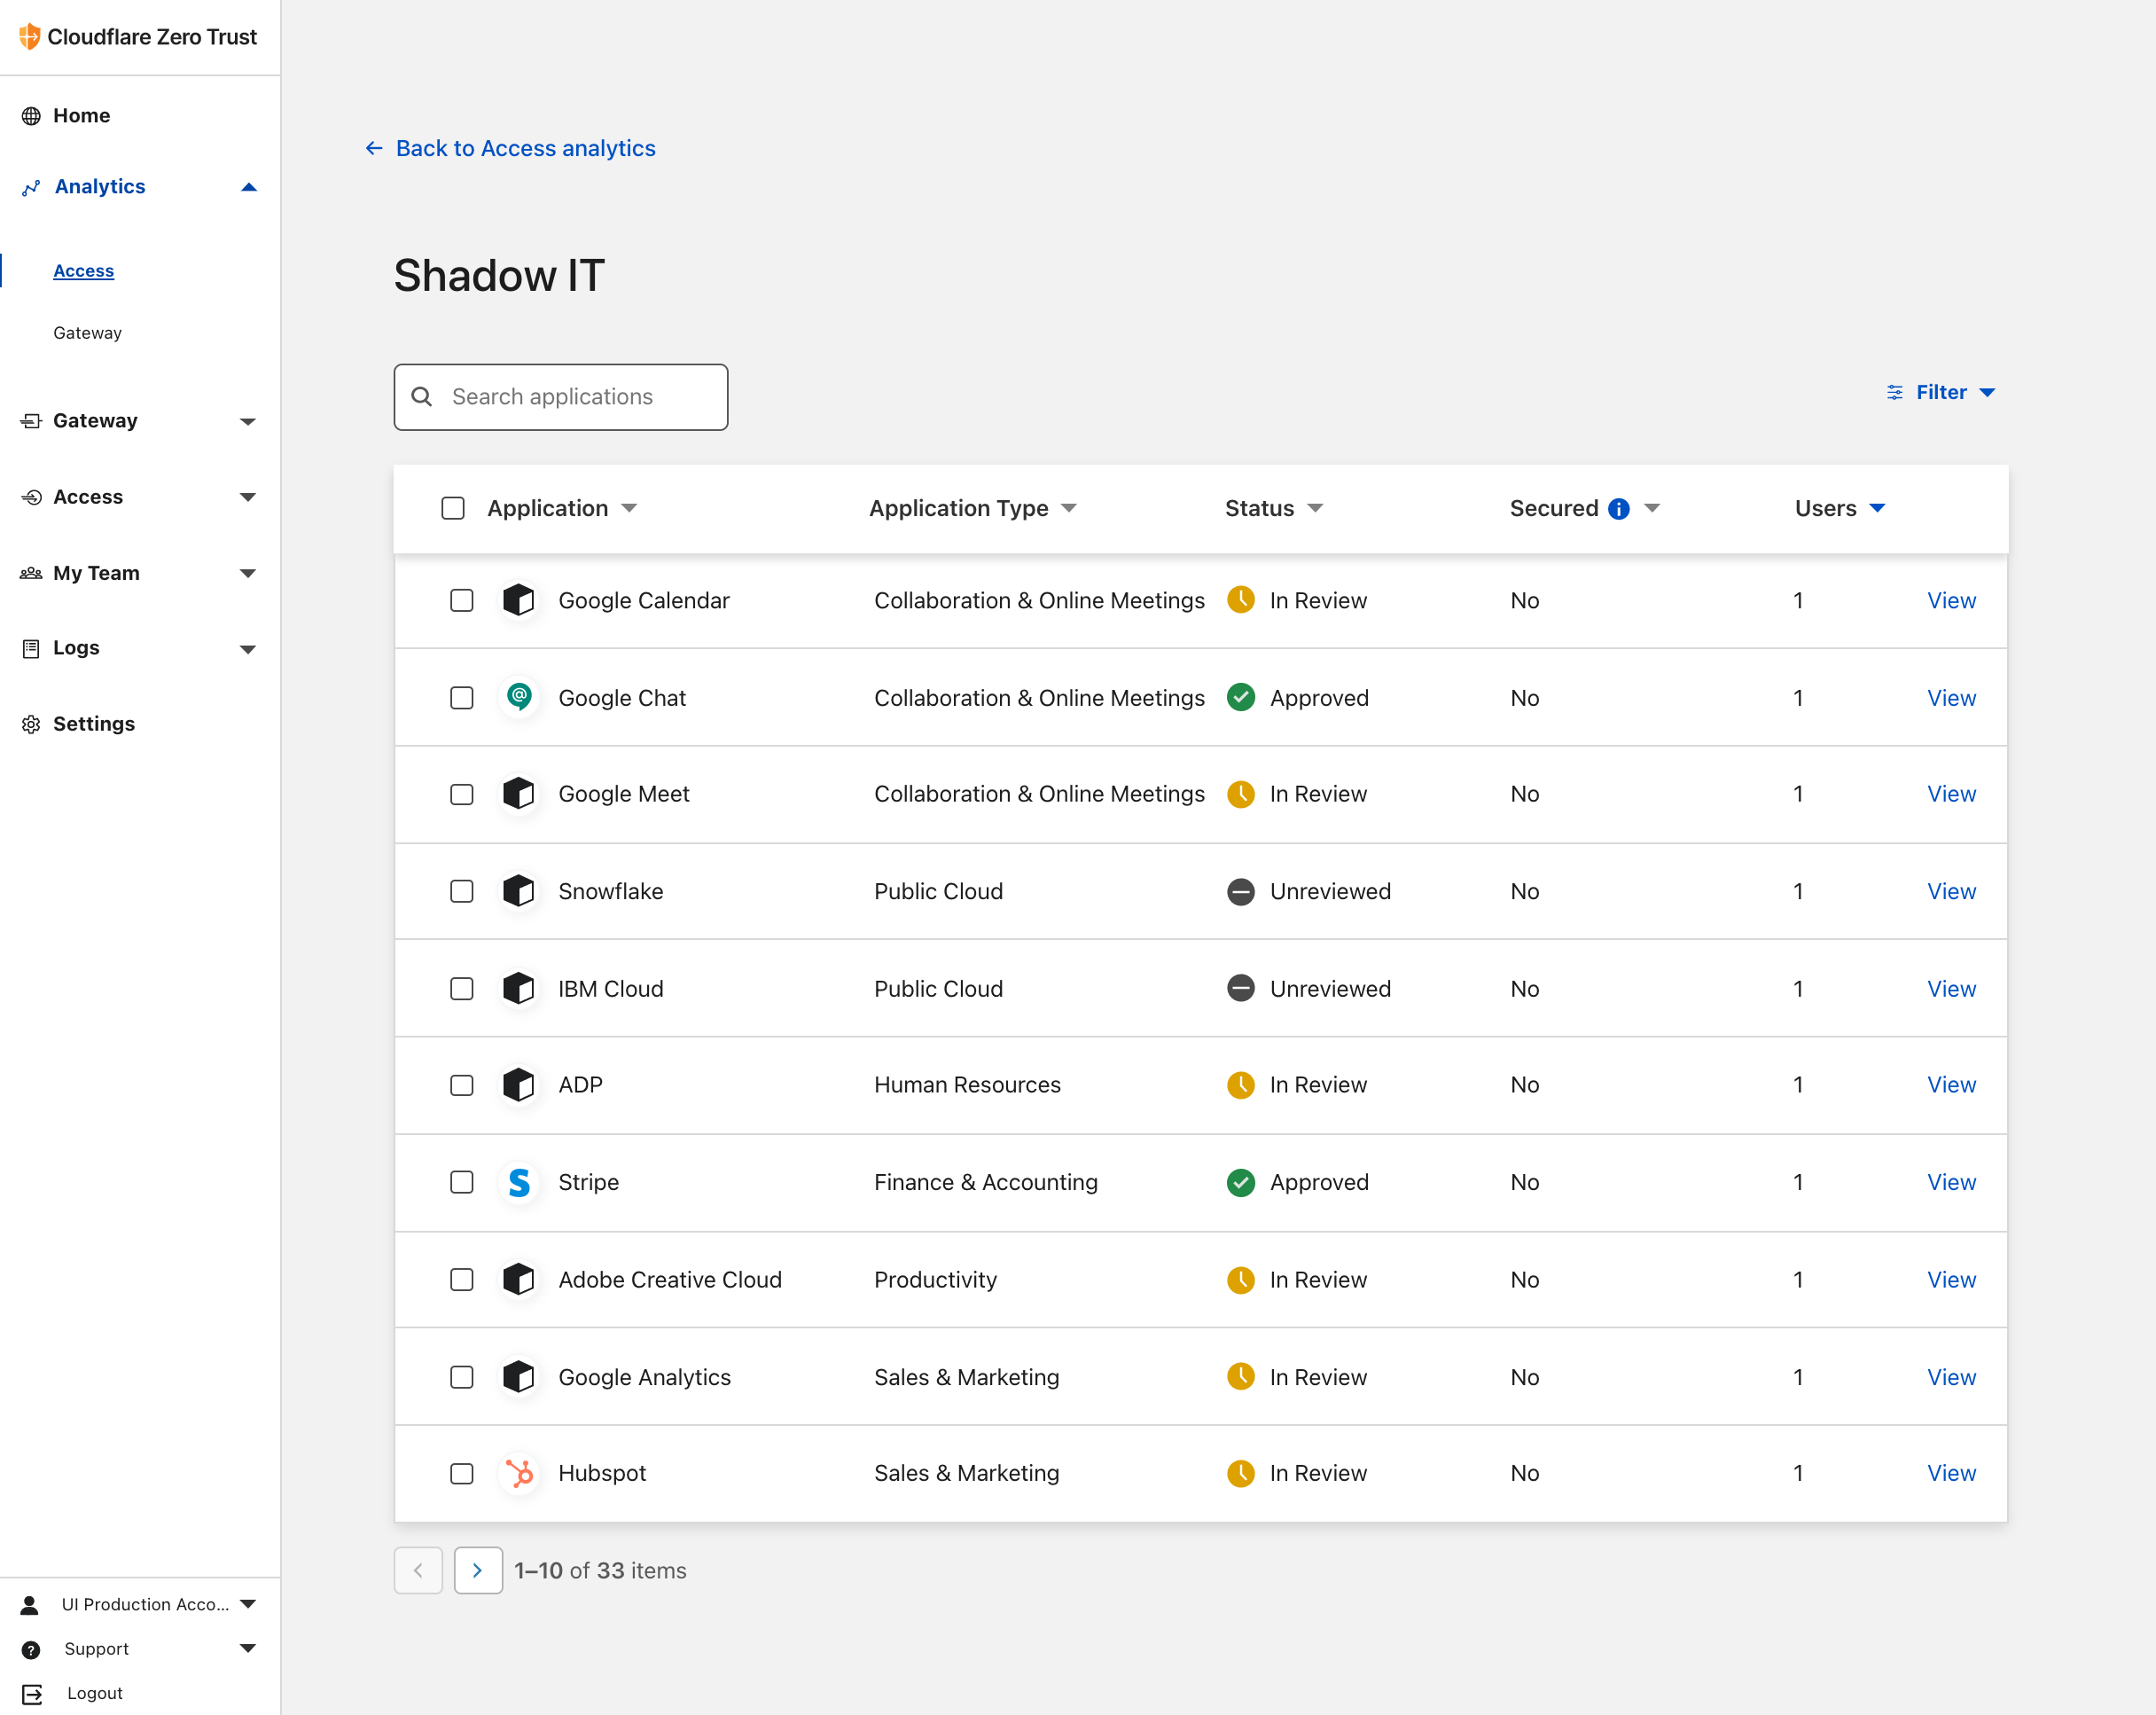 Cloudflare Zero Trust
Home
Analytics
Access
Gateway
Gateway
Access
My Team
Logs
Settings
UI Production Acco...
Support
Logout
Back to Access analytics
Shadow IT
Search applications
Filter
Application Application Type Status Secured Users
Google Calendar Collaboration & Online Meetings In Review No 1 View
Google Chat Collaboration & Online Meetings Approved No 1 View
Google Meet Collaboration & Online Meetings In Review No 1 View
Snowflake Public Cloud Unreviewed No 1 View
IBM Cloud Public Cloud Unreviewed No 1 View
ADP Human Resources In Review No 1 View
Stripe Finance & Accounting Approved No 1 View
Adobe Creative Cloud Productivity In Review No 1 View
Google Analytics Sales & Marketing In Review No 1 View
Hubspot Sales & Marketing In Review No 1 View
1–10 of 33 items